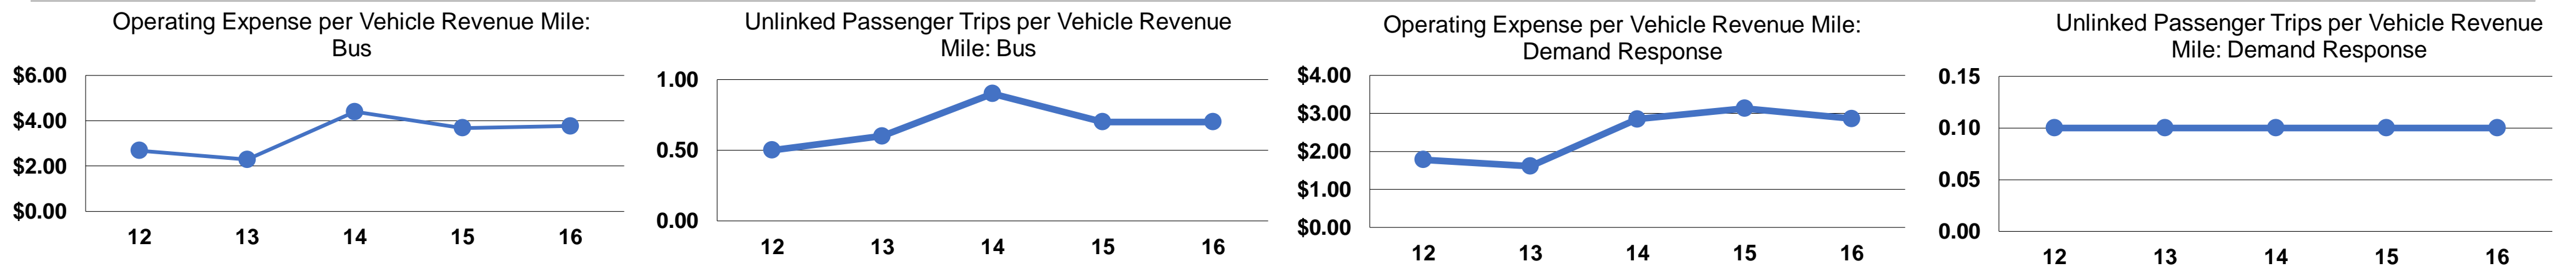 Operating Expense per Vehicle Revenue Mile:
Bus
$6.00
$4.00
$2.00
$0.00
12 13 14 15 16
Unlinked Passenger Trips per Vehicle Revenue
Mile: Bus
1.00
0.50
0.00
12 13 14 15 16
Operating Expense per Vehicle Revenue Mile:
Demand Response
$4.00
$3.00
$2.00
$1.00
$0.00
12 13 14 15 16
Unlinked Passenger Trips per Vehicle Revenue
Mile: Demand Response
0.15
0.10
0.05
0.00
12 13 14 15 16